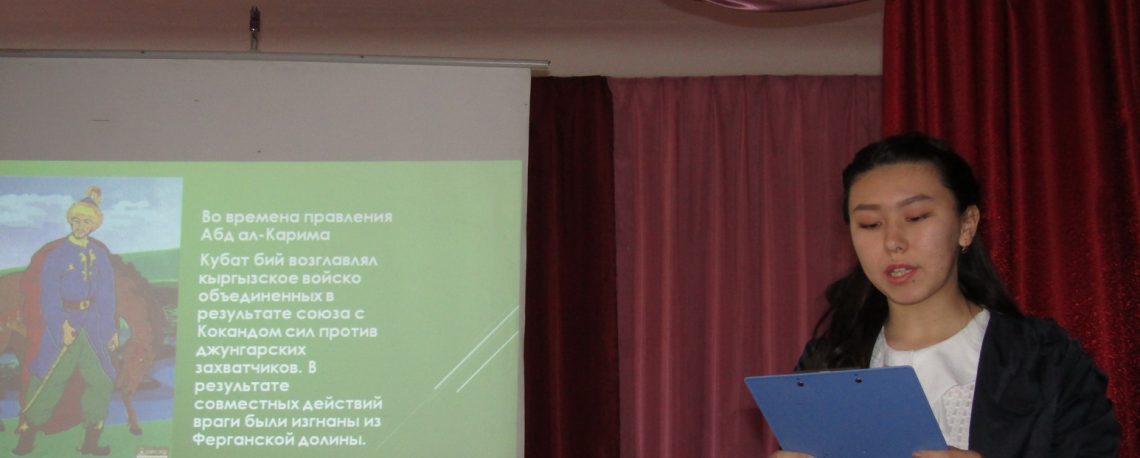 Во времена правления
Абд ал-Карима
Кубат бий возглавлял
кыргызское войско
объединенных в
результате союза с
Кокандом сил против
джунгарских
захватчиков. В
результате
совместных действий
враги были изгнаны из
Ферганской долины.